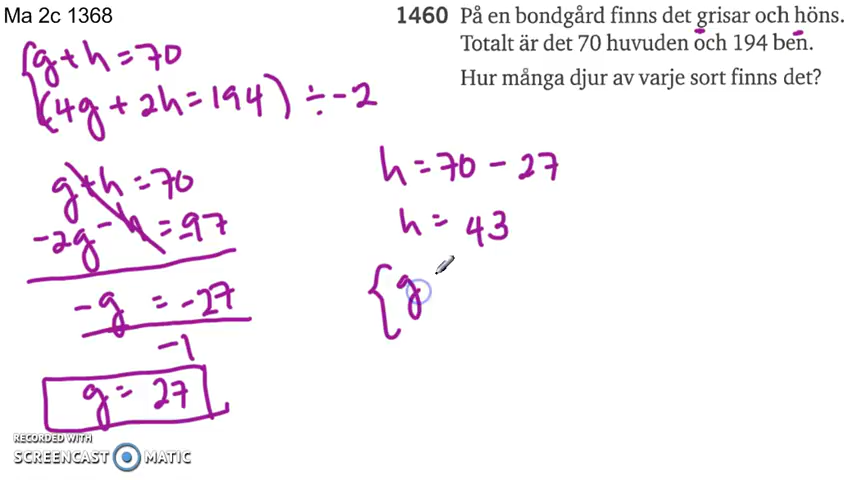 Ma 2c 1368
1460 På en bondgård finns det grisar och höns.
Totalt är det 70 huvuden och 194 ben.
Hur många djur av varje sort finns det?
g+h=70
(4g+2h=194) ÷-2
g+h=70
-2g-h=-97
-g=-27
-1
g=27
h=70-27
h=43
{g
RECORDED WITH
SCREENCAST MATIC